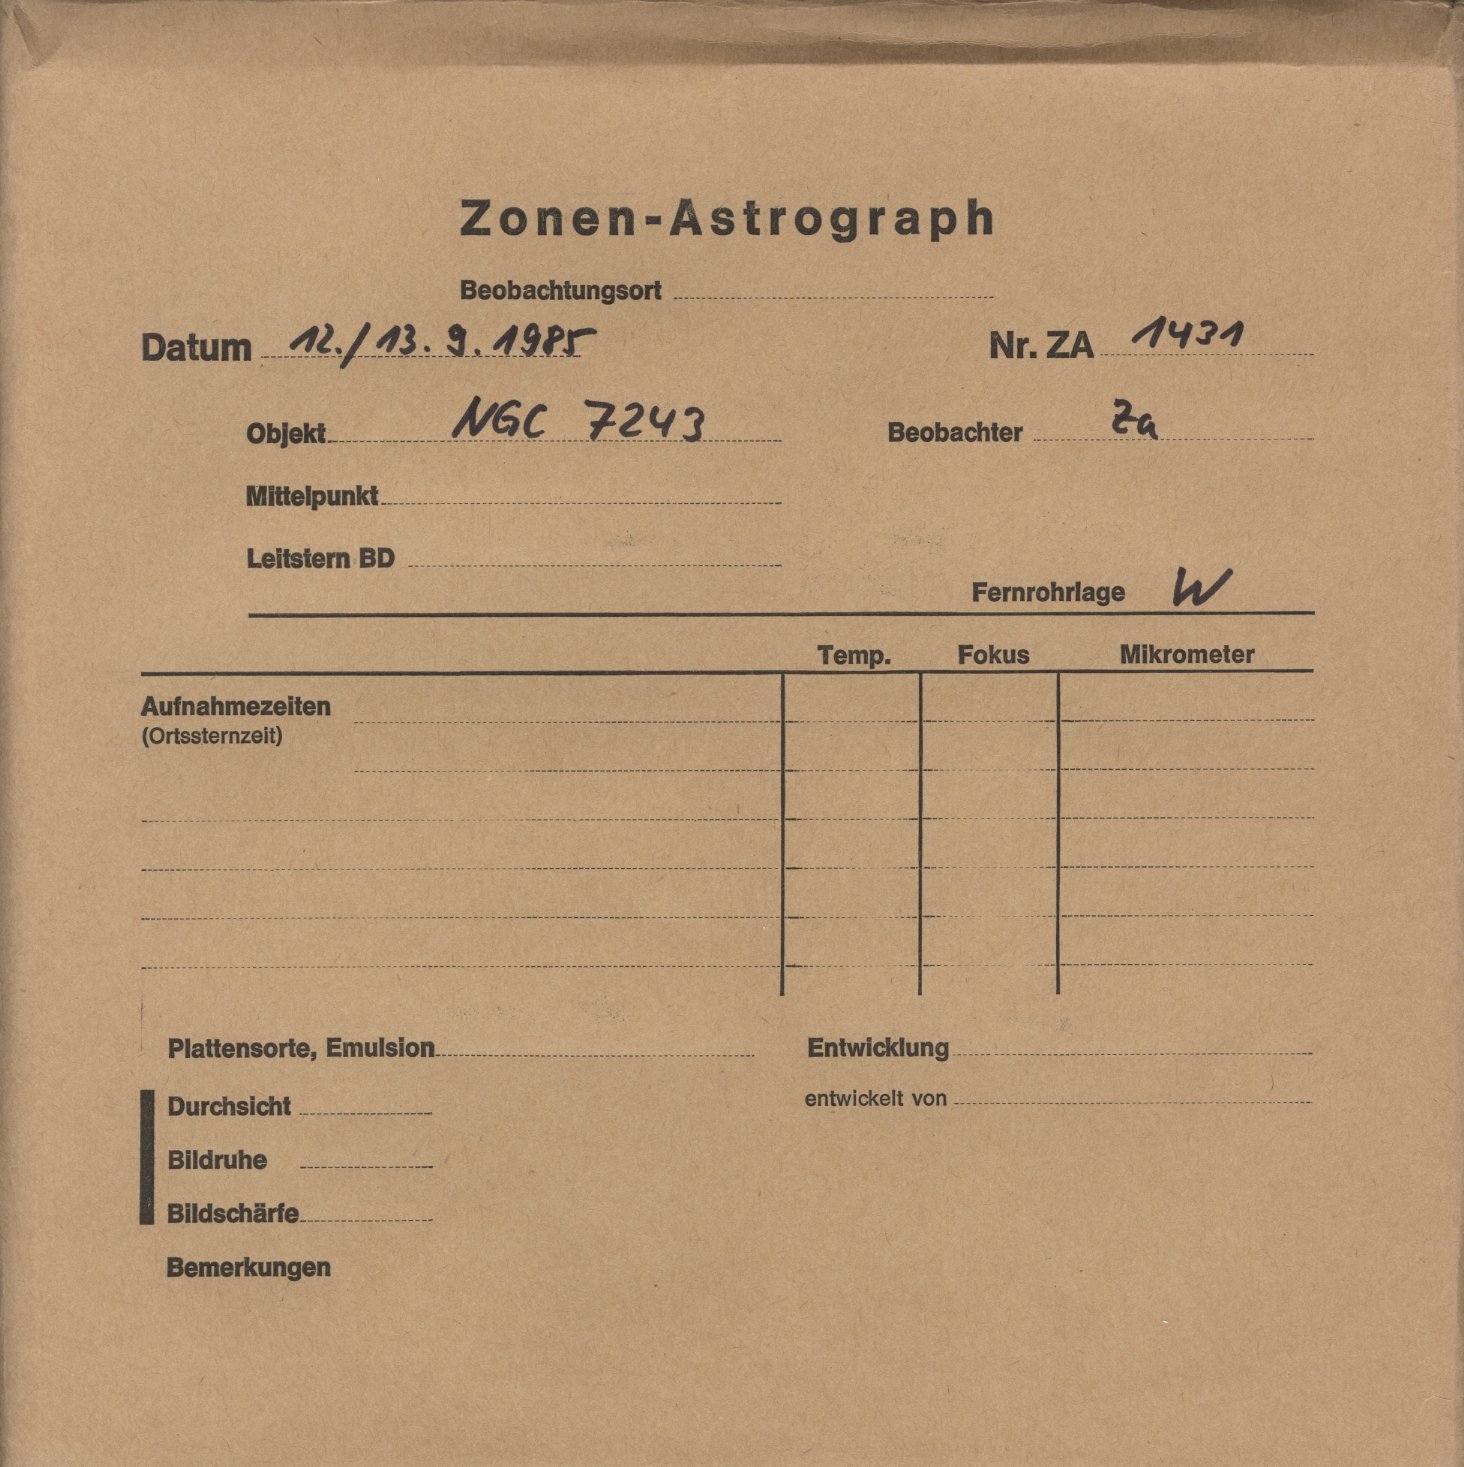 Zonen-Astrograph
Beobachtungsort
Datum 12./13. 9. 1985 Nr. ZA 1431
Objekt NGC 7243 Beobachter Za
Mittelpunkt
Leitstern BD
Fernrohrlage W
Temp. Fokus Mikrometer
Aufnahmezeiten
(Ortssternzeit)
Plattensorte, Emulsion Entwicklung
Durchsicht entwickelt von
Bildruhe
Bildschärfe
Bemerkungen